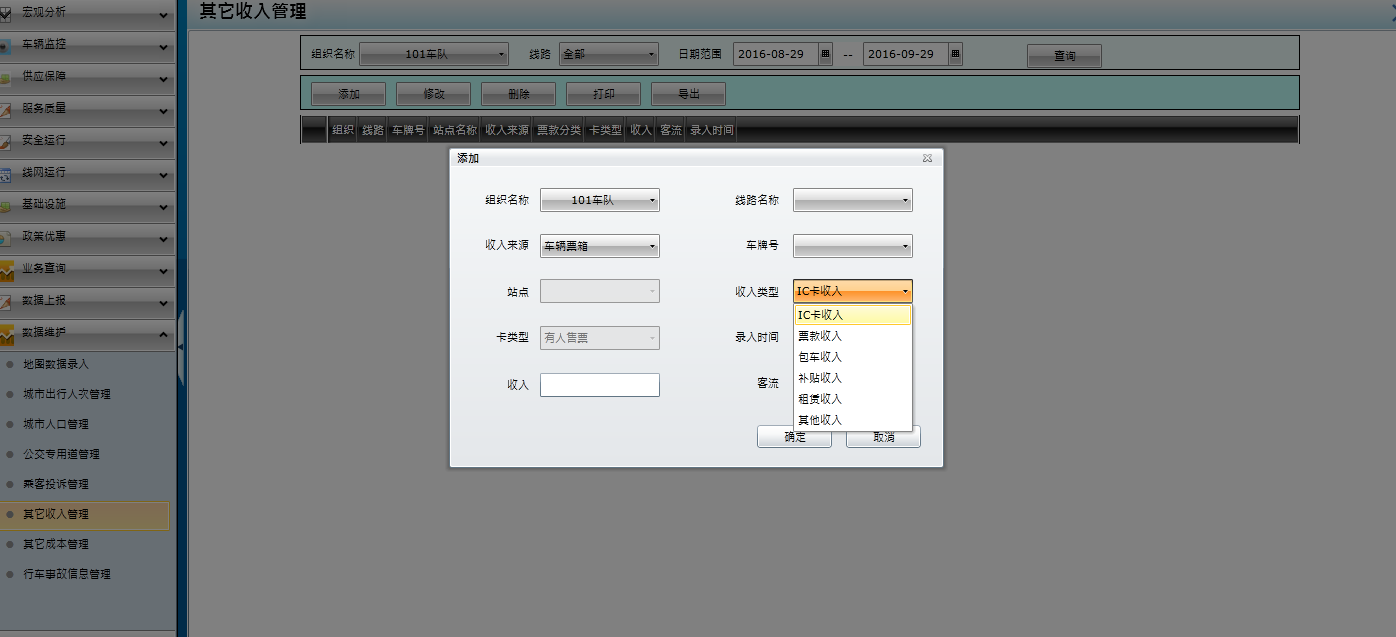 其它收入管理
宏观分析
车辆监控
供应保障
服务质量
安全运行
线网运行
基础设施
政策优惠
业务查询
数据上报
数据维护
地图数据录入
城市出行人次管理
城市人口管理
公交专用道管理
乘客投诉管理
其它收入管理
其它成本管理
行车事故信息管理
组织名称 101车队 线路 全部 日期范围 2016-08-29 -- 2016-09-29 查询
添加 修改 删除 打印 导出
组织 线路 车牌号 站点名称 收入来源 票款分类 卡类型 收入 客流 录入时间
添加
组织名称 101车队 线路名称
收入来源 车辆票箱 车牌号
站点 收入类型 IC卡收入
卡类型 有人售票 录入时间
收入 客流
IC卡收入
票款收入
包车收入
补贴收入
租赁收入
其他收入
确定 取消